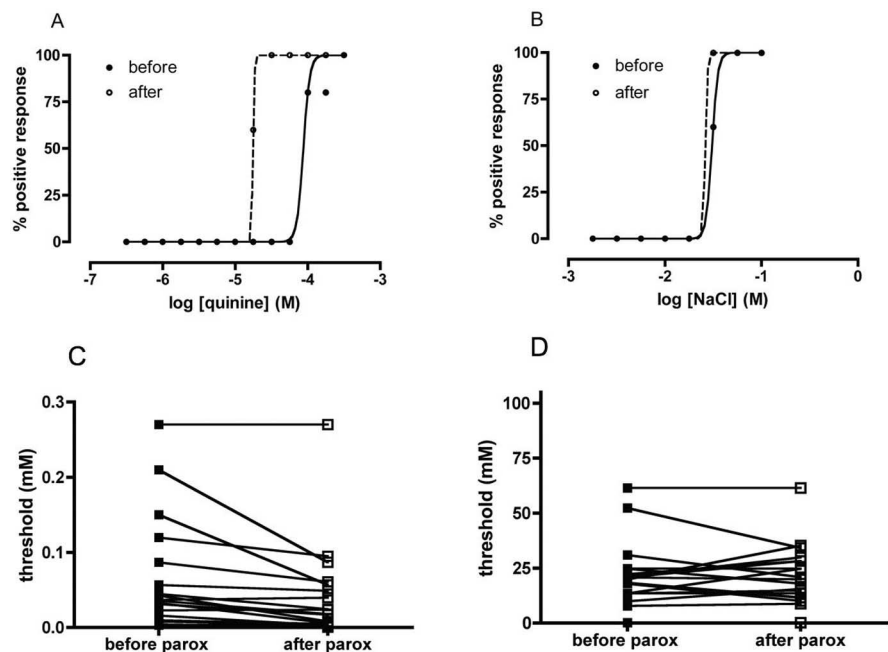 A
B
100
75
50
25
0
% positive response
before
after
-7
-6
-5
-4
-3
log [quinine] (M)
100
75
50
25
0
% positive response
before
after
-3
-2
-1
0
log [NaCl] (M)
C
D
0.3
0.2
0.1
0.0
threshold (mM)
before parox
after parox
100
75
50
25
0
threshold (mM)
before parox
after parox